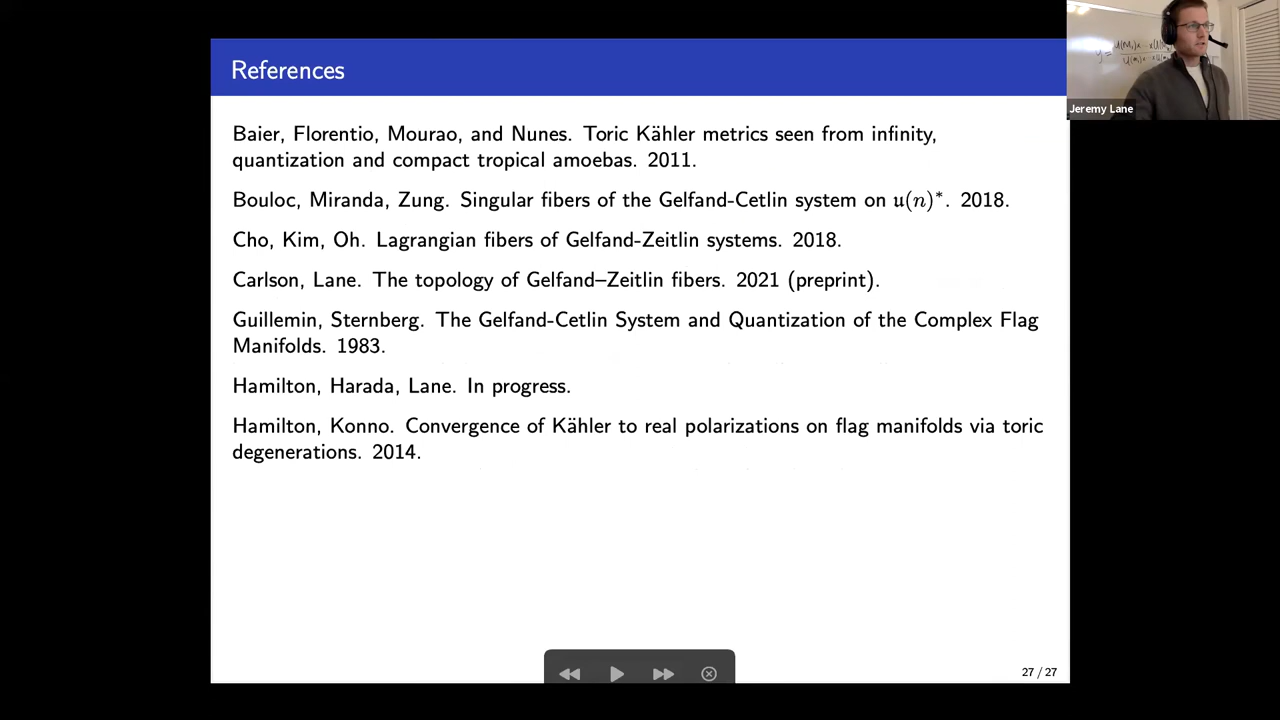 References
Baier, Florentio, Mourao, and Nunes. Toric Kähler metrics seen from infinity,
quantization and compact tropical amoebas. 2011.
Bouloc, Miranda, Zung. Singular fibers of the Gelfand-Cetlin system on 𝔲(n)*. 2018.
Cho, Kim, Oh. Lagrangian fibers of Gelfand-Zeitlin systems. 2018.
Carlson, Lane. The topology of Gelfand–Zeitlin fibers. 2021 (preprint).
Guillemin, Sternberg. The Gelfand-Cetlin System and Quantization of the Complex Flag
Manifolds. 1983.
Hamilton, Harada, Lane. In progress.
Hamilton, Konno. Convergence of Kähler to real polarizations on flag manifolds via toric
degenerations. 2014.
27 / 27
Jeremy Lane